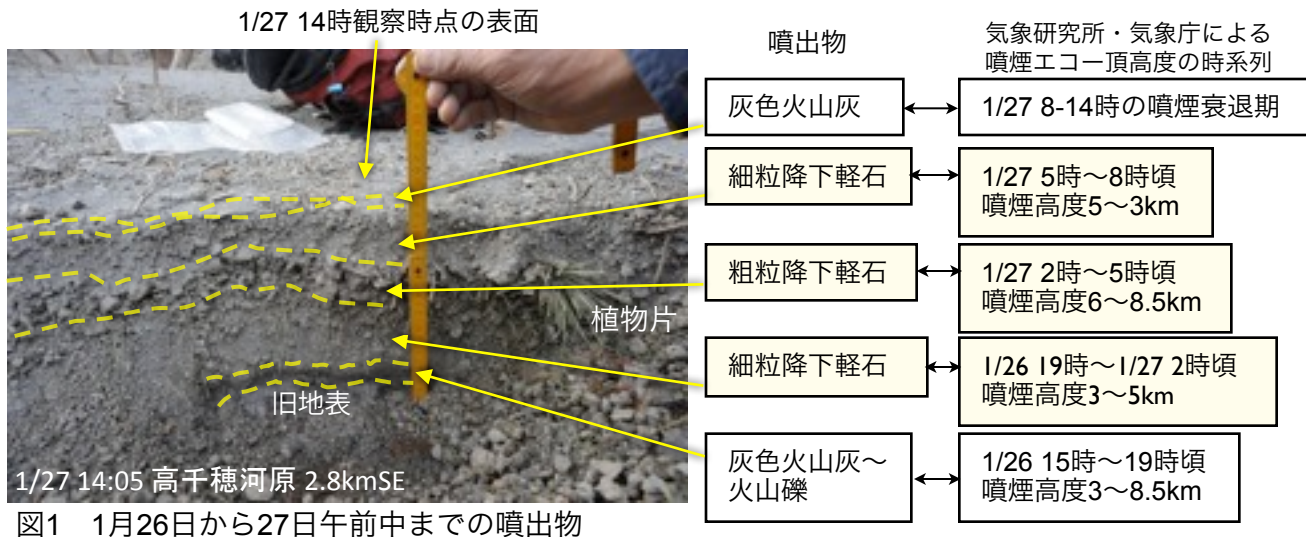 1/27 14時観察時点の表面
噴出物
気象研究所・気象庁による
噴煙エコー頂高度の時系列
灰色火山灰
1/27 8-14時の噴煙衰退期
細粒降下軽石
1/27 5時〜8時頃
噴煙高度5〜3km
粗粒降下軽石
1/27 2時〜5時頃
噴煙高度6〜8.5km
植物片
細粒降下軽石
1/26 19時〜1/27 2時頃
噴煙高度3〜5km
旧地表
灰色火山灰〜
火山礫
1/26 15時〜19時頃
噴煙高度3〜8.5km
1/27 14:05 高千穂河原 2.8kmSE
図1 1月26日から27日午前中までの噴出物